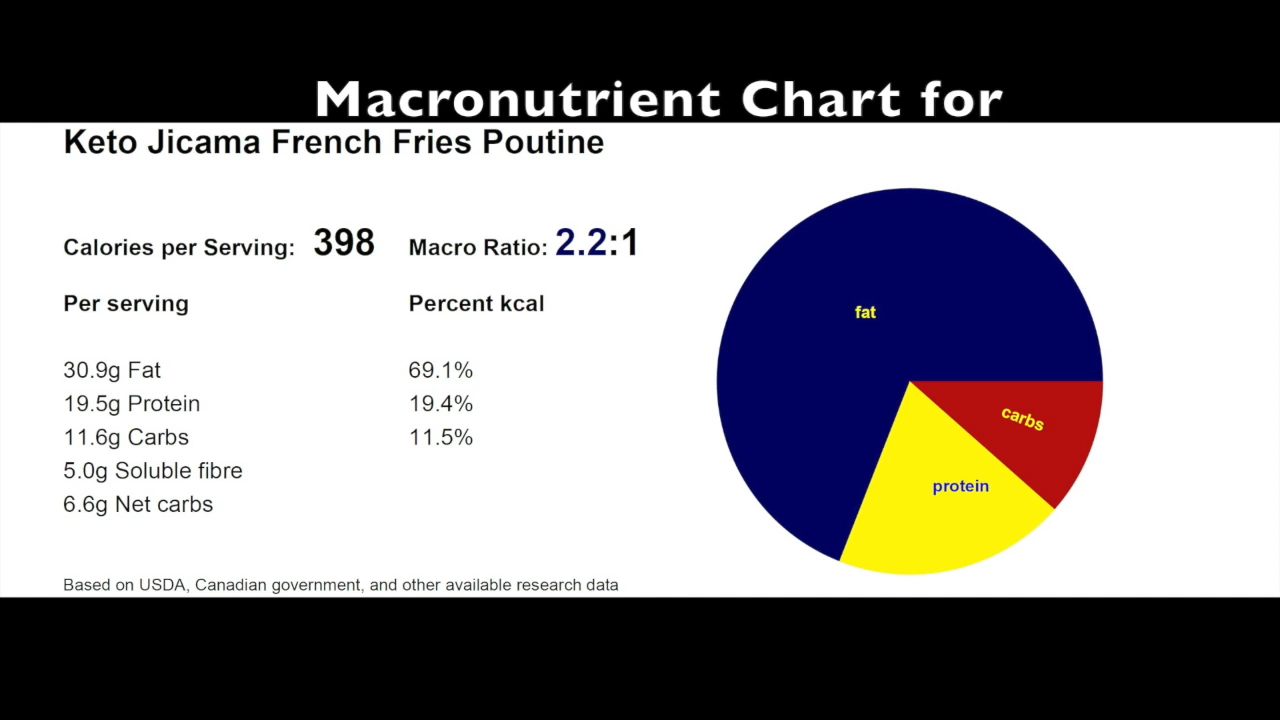 Macronutrient Chart for
Keto Jicama French Fries Poutine
Calories per Serving: 398 Macro Ratio: 2.2:1
Per serving Percent kcal
30.9g Fat 69.1%
19.5g Protein 19.4%
11.6g Carbs 11.5%
5.0g Soluble fibre
6.6g Net carbs
Based on USDA, Canadian government, and other available research data
fat
carbs
protein